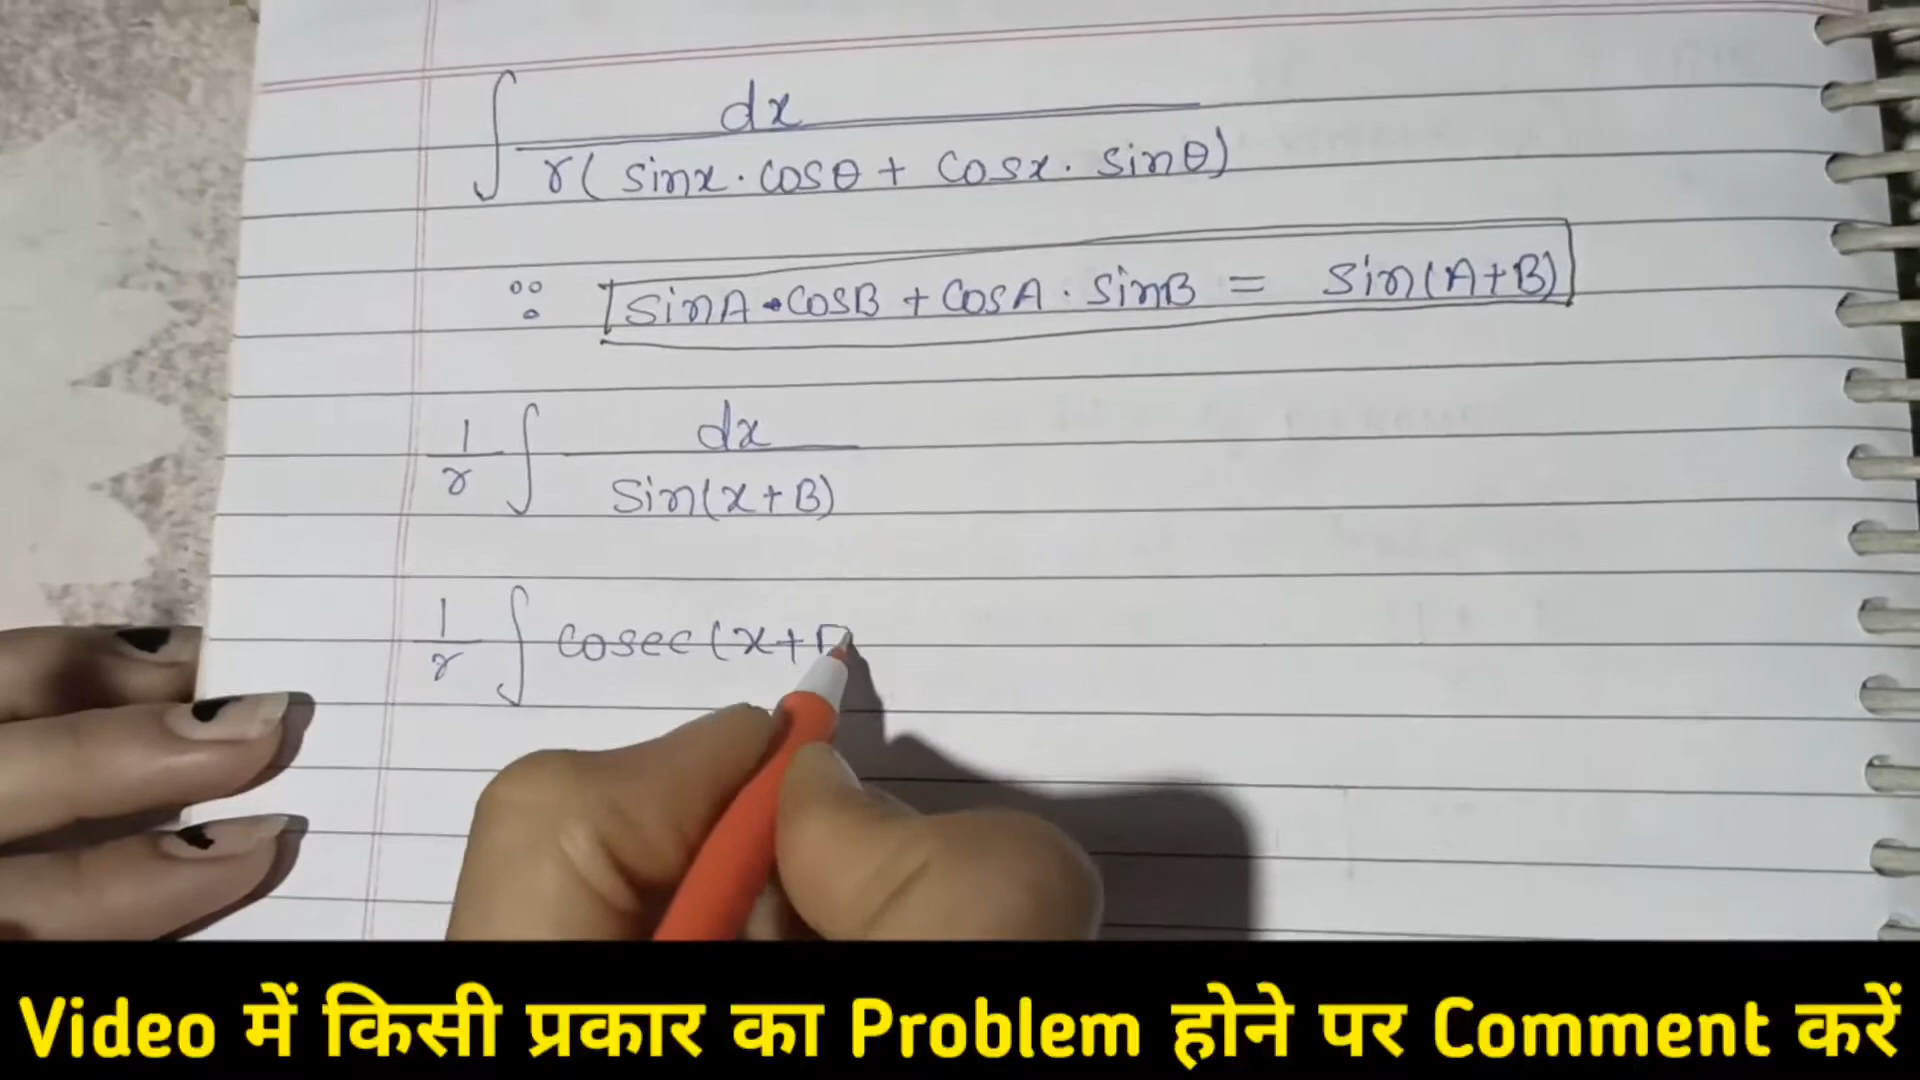 ∫ dx / r( sinx · cosθ + cosx · sinθ)
∵ sinA · cosB + cosA · sinB = sin(A+B)
1/r ∫ dx / sin(x+B)
1/r ∫ cosec(x+
Video में किसी प्रकार का Problem होने पर Comment करें